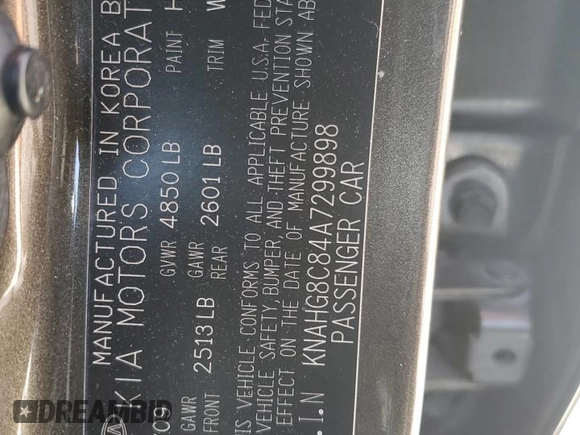 MANUFACTURED IN KOREA B
KIA MOTORS CORPORAT
/09 GVWR 4850 LB PAINT H
GAWR FRONT 2513 LB GAWR REAR 2601 LB TRIM W
IS VEHICLE CONFORMS TO ALL APPLICABLE U.S.A. FED
VEHICLE SAFETY, BUMPER, AND THEFT PREVENTION STA
EFFECT ON THE DATE OF MANUFACTURE SHOWN AB
.I.N KNAHG8C84A7299898
PASSENGER CAR
DREAMBID